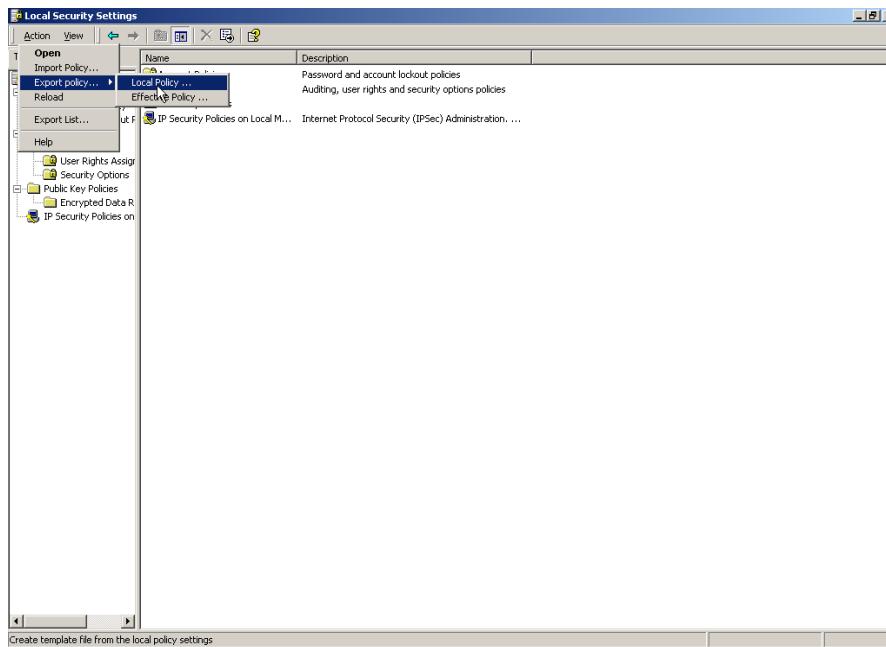 Local Security Settings
Action View
Open
Import Policy...
Export policy...
Reload
Export List...
Help
Local Policy ...
Effective Policy ...
Name Description
Password and account lockout policies
Auditing, user rights and security options policies
IP Security Policies on Local M... Internet Protocol Security (IPSec) Administration. ...
User Rights Assign
Security Options
Public Key Policies
Encrypted Data R
IP Security Policies on
Create template file from the local policy settings